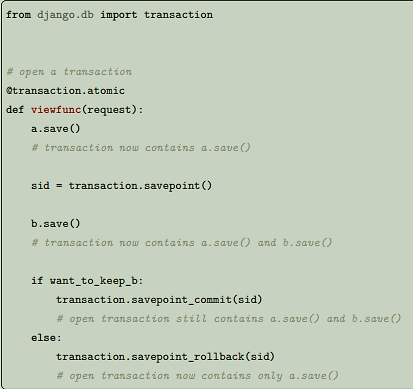 from django.db import transaction
# open a transaction
@transaction.atomic
def viewfunc(request):
    a.save()
    # transaction now contains a.save()
    sid = transaction.savepoint()
    b.save()
    # transaction now contains a.save() and b.save()
    if want_to_keep_b:
        transaction.savepoint_commit(sid)
        # open transaction still contains a.save() and b.save()
    else:
        transaction.savepoint_rollback(sid)
        # open transaction now contains only a.save()